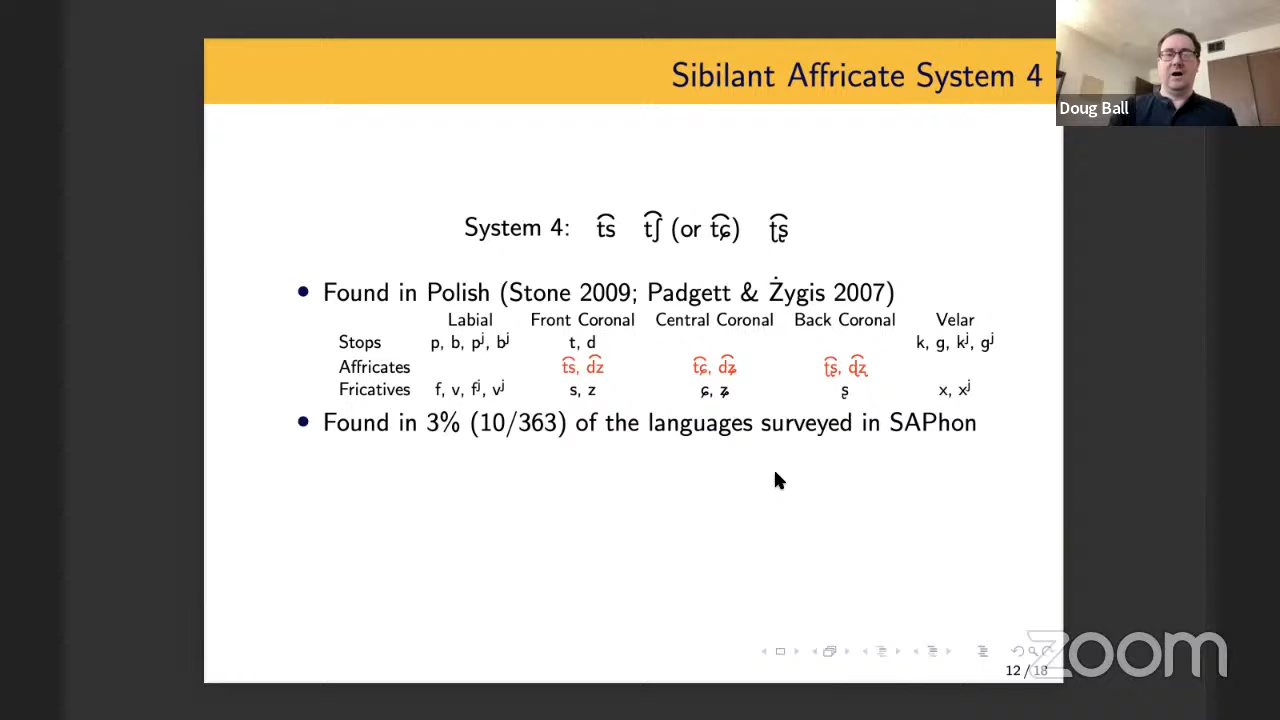 Sibilant Affricate System 4
Doug Ball
System 4: t͡s t͡ʃ (or t͡ɕ) ʈ͡ʂ
• Found in Polish (Stone 2009; Padgett & Żygis 2007)
Labial Front Coronal Central Coronal Back Coronal Velar
Stops p, b, pʲ, bʲ t, d k, g, kʲ, gʲ
Affricates t͡s, d͡z t͡ɕ, d͡ʑ ʈ͡ʂ, ɖ͡ʐ
Fricatives f, v, fʲ, vʲ s, z ɕ, ʑ ʂ x, xʲ
• Found in 3% (10/363) of the languages surveyed in SAPhon
zoom
12 / 18